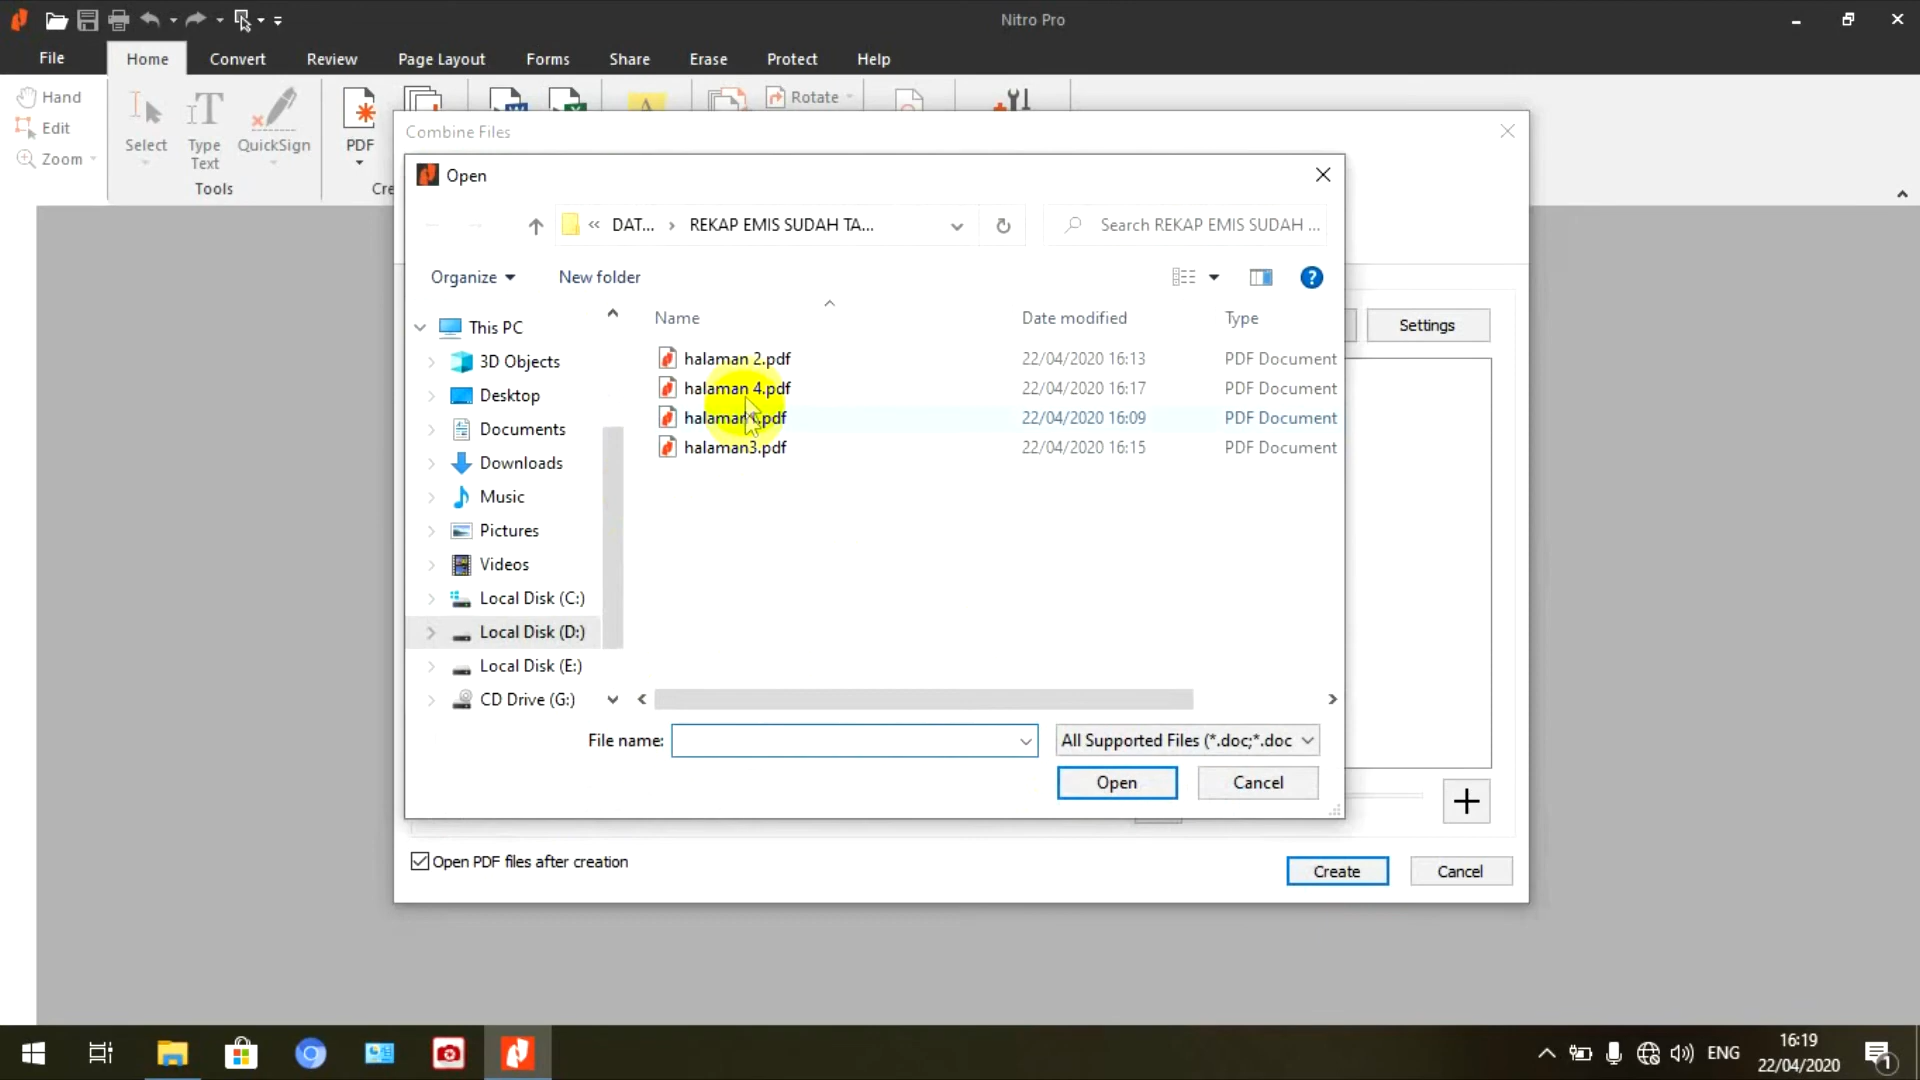 Nitro Pro
File
Home
Convert
Review
Page Layout
Forms
Share
Erase
Protect
Help
Hand
Edit
Zoom
Select
Type
Text
QuickSign
PDF
Rotate
Tools
Combine Files
Open
« DAT... › REKAP EMIS SUDAH TA...
Search REKAP EMIS SUDAH ...
Organize
New folder
This PC
3D Objects
Desktop
Documents
Downloads
Music
Pictures
Videos
Local Disk (C:)
Local Disk (D:)
Local Disk (E:)
CD Drive (G:)
Name Date modified Type
halaman 2.pdf 22/04/2020 16:13 PDF Document
halaman 4.pdf 22/04/2020 16:17 PDF Document
22/04/2020 16:09 PDF Document
halaman3.pdf 22/04/2020 16:15 PDF Document
File name:
All Supported Files (*.doc;*.doc
Open
Cancel
Settings
Open PDF files after creation
Create
Cancel
ENG
16:19
22/04/2020
1